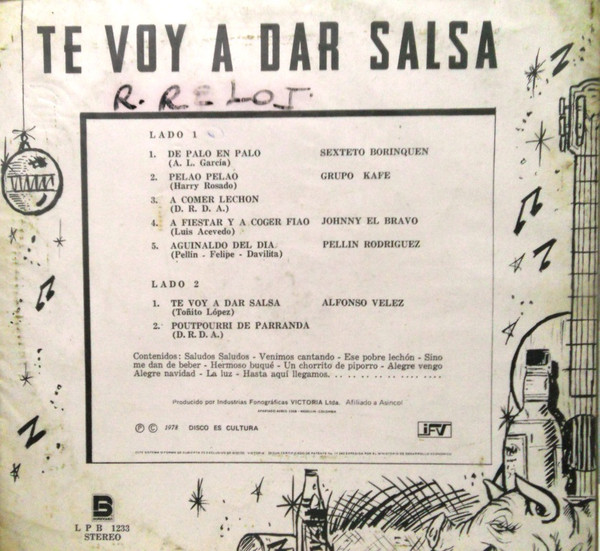 TE VOY A DAR SALSA
R. RELOJ.
LADO 1
1. DE PALO EN PALO SEXTETO BORINQUEN
(A. L. García)
2. PELAO PELAO GRUPO KAFE
(Harry Rosado)
3. A COMER LECHON
(D. R. D. A.)
4. A FIESTAR Y A COGER FIAO JOHNNY EL BRAVO
(Luis Acevedo)
5. AGUINALDO DEL DIA PELLIN RODRIGUEZ
(Pellín - Felipe - Davilita)
LADO 2
1. TE VOY A DAR SALSA ALFONSO VELEZ
(Toñito López)
2. POUTPOURRI DE PARRANDA
(D. R. D. A.)
Contenidos: Saludos Saludos - Venimos cantando - Ese pobre lechón - Sino
me dan de beber - Hermoso buqué - Un chorrito de piporro - Alegre vengo
Alegre navidad - La luz - Hasta aquí llegamos. .. .. .. .. .. .... ....
Producido por Industrias Fonográficas VICTORIA Ltda. Afiliado a Asincol
Ⓟ © 1978 DISCO ES CULTURA IFV
L P B 1233
STEREO